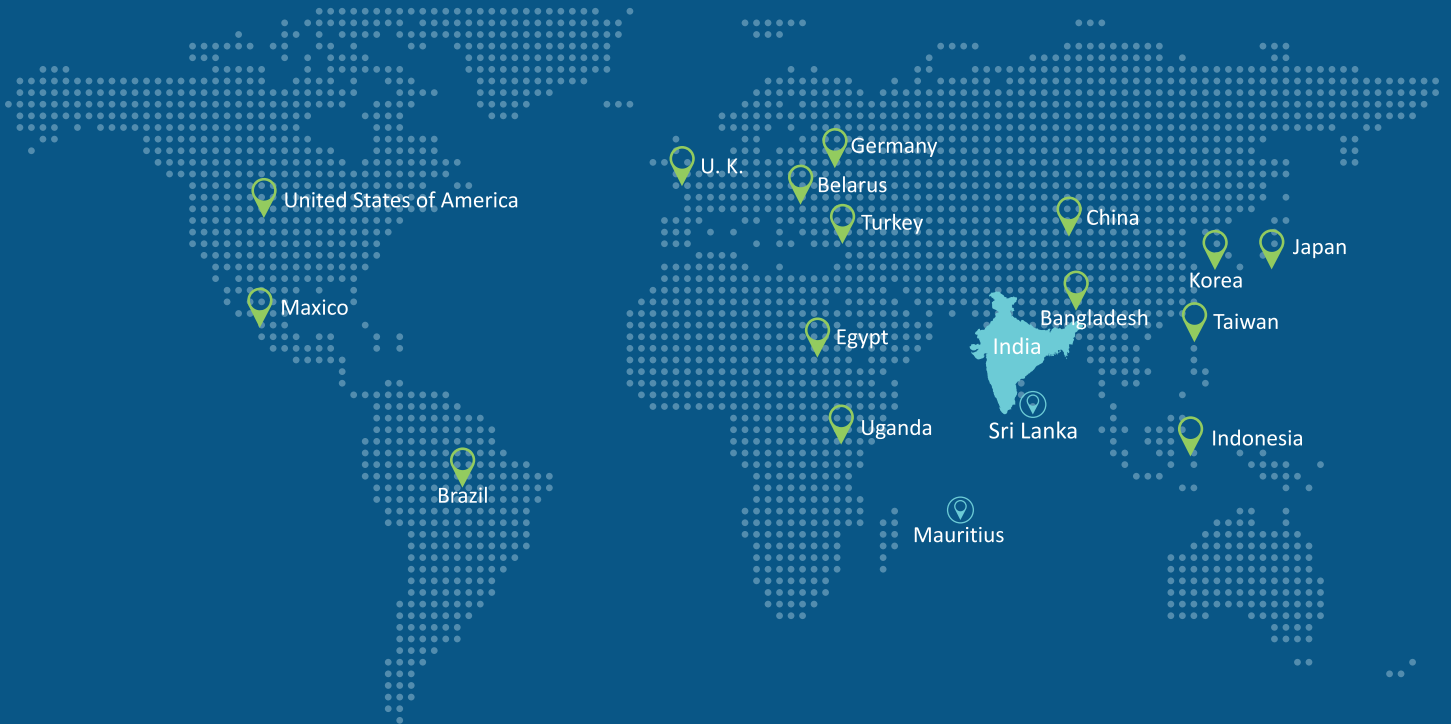 Germany
U. K.
Belarus
United States of America
Turkey
China
Japan
Korea
Maxico
Bangladesh
Taiwan
Egypt
India
Uganda
Sri Lanka
Indonesia
Brazil
Mauritius